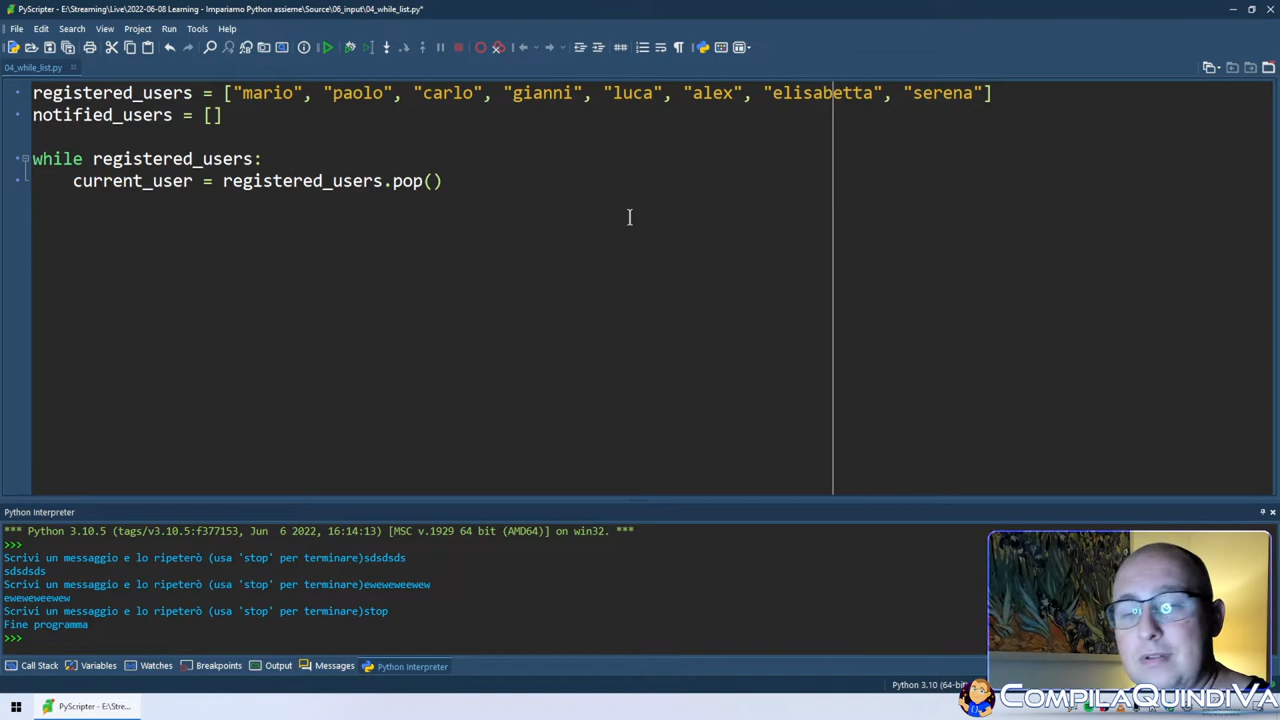 PyScripter - E:\Streaming\Live\2022-06-08 Learning - Impariamo Python assieme\Source\06_input\04_while_list.py*
File Edit Search View Project Run Tools Help
04_while_list.py
registered_users = ["mario", "paolo", "carlo", "gianni", "luca", "alex", "elisabetta", "serena"]
notified_users = []
while registered_users:
current_user = registered_users.pop()
Python Interpreter
*** Python 3.10.5 (tags/v3.10.5:f377153, Jun 6 2022, 16:14:13) [MSC v.1929 64 bit (AMD64)] on win32. ***
>>>
Scrivi un messaggio e lo ripeterò (usa 'stop' per terminare)sdsdsds
sdsdsds
Scrivi un messaggio e lo ripeterò (usa 'stop' per terminare)eweweweewew
eweweweewew
Scrivi un messaggio e lo ripeterò (usa 'stop' per terminare)stop
Fine programma
>>>
Call Stack Variables Watches Breakpoints Output Messages Python Interpreter
Python 3.10 (64-bit)
PyScripter - E:\Stre...
CompilaQuindiVa